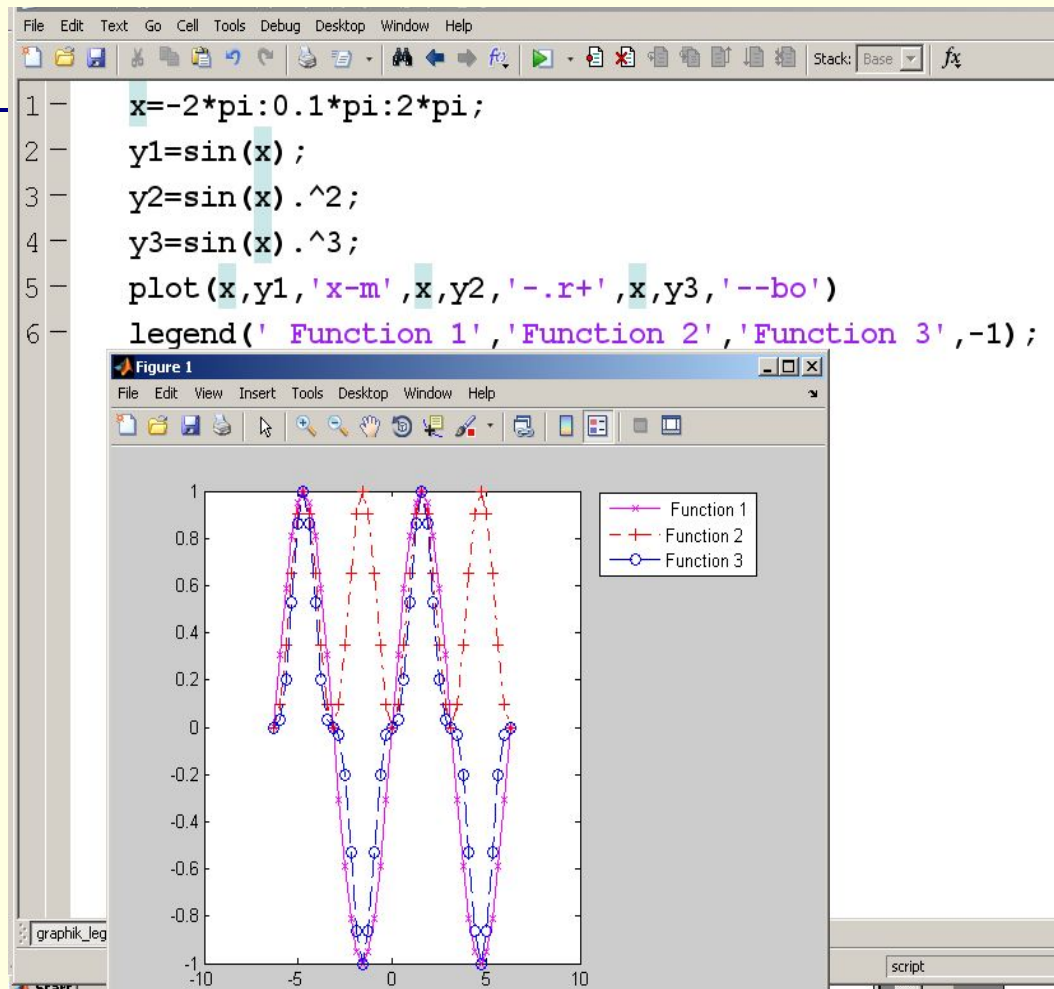 File Edit Text Go Cell Tools Debug Desktop Window Help
Stack: Base fx
1 x=-2*pi:0.1*pi:2*pi;
2 y1=sin(x);
3 y2=sin(x).^2;
4 y3=sin(x).^3;
5 plot(x,y1,'x-m',x,y2,'-.r+',x,y3,'--bo')
6 legend(' Function 1','Function 2','Function 3',-1);
Figure 1
File Edit View Insert Tools Desktop Window Help
1
0.8
0.6
0.4
0.2
0
-0.2
-0.4
-0.6
-0.8
-1
-10 -5 0 5 10
Function 1
Function 2
Function 3
graphik_leg
script